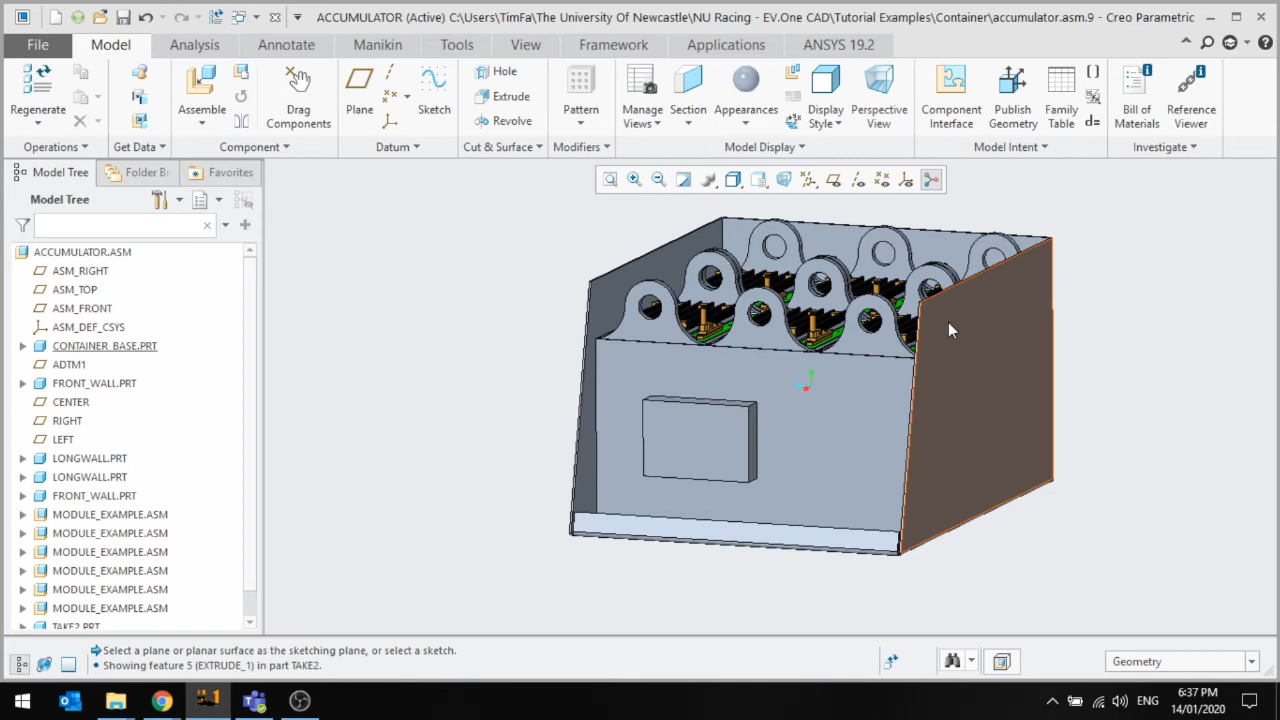 ACCUMULATOR (Active) C:\Users\TimFa\The University Of Newcastle\NU Racing - EV.One CAD\Tutorial Examples\Container\accumulator.asm.9 - Creo Parametric
File Model Analysis Annotate Manikin Tools View Framework Applications ANSYS 19.2
Regenerate
Operations
Get Data
Assemble
Drag Components
Component
Plane
Sketch
Datum
Hole
Extrude
Revolve
Cut & Surface
Pattern
Modifiers
Manage Views
Section
Appearances
Display Style
Perspective View
Model Display
Component Interface
Publish Geometry
Family Table
Model Intent
Bill of Materials
Reference Viewer
Investigate
Model Tree Folder Br Favorites
Model Tree
ACCUMULATOR.ASM
ASM_RIGHT
ASM_TOP
ASM_FRONT
ASM_DEF_CSYS
CONTAINER_BASE.PRT
ADTM1
FRONT_WALL.PRT
CENTER
RIGHT
LEFT
LONGWALL.PRT
LONGWALL.PRT
FRONT_WALL.PRT
MODULE_EXAMPLE.ASM
MODULE_EXAMPLE.ASM
MODULE_EXAMPLE.ASM
MODULE_EXAMPLE.ASM
MODULE_EXAMPLE.ASM
MODULE_EXAMPLE.ASM
TAKE2.PRT
Select a plane or planar surface as the sketching plane, or select a sketch.
• Showing feature 5 (EXTRUDE_1) in part TAKE2.
Geometry
ENG
6:37 PM
14/01/2020